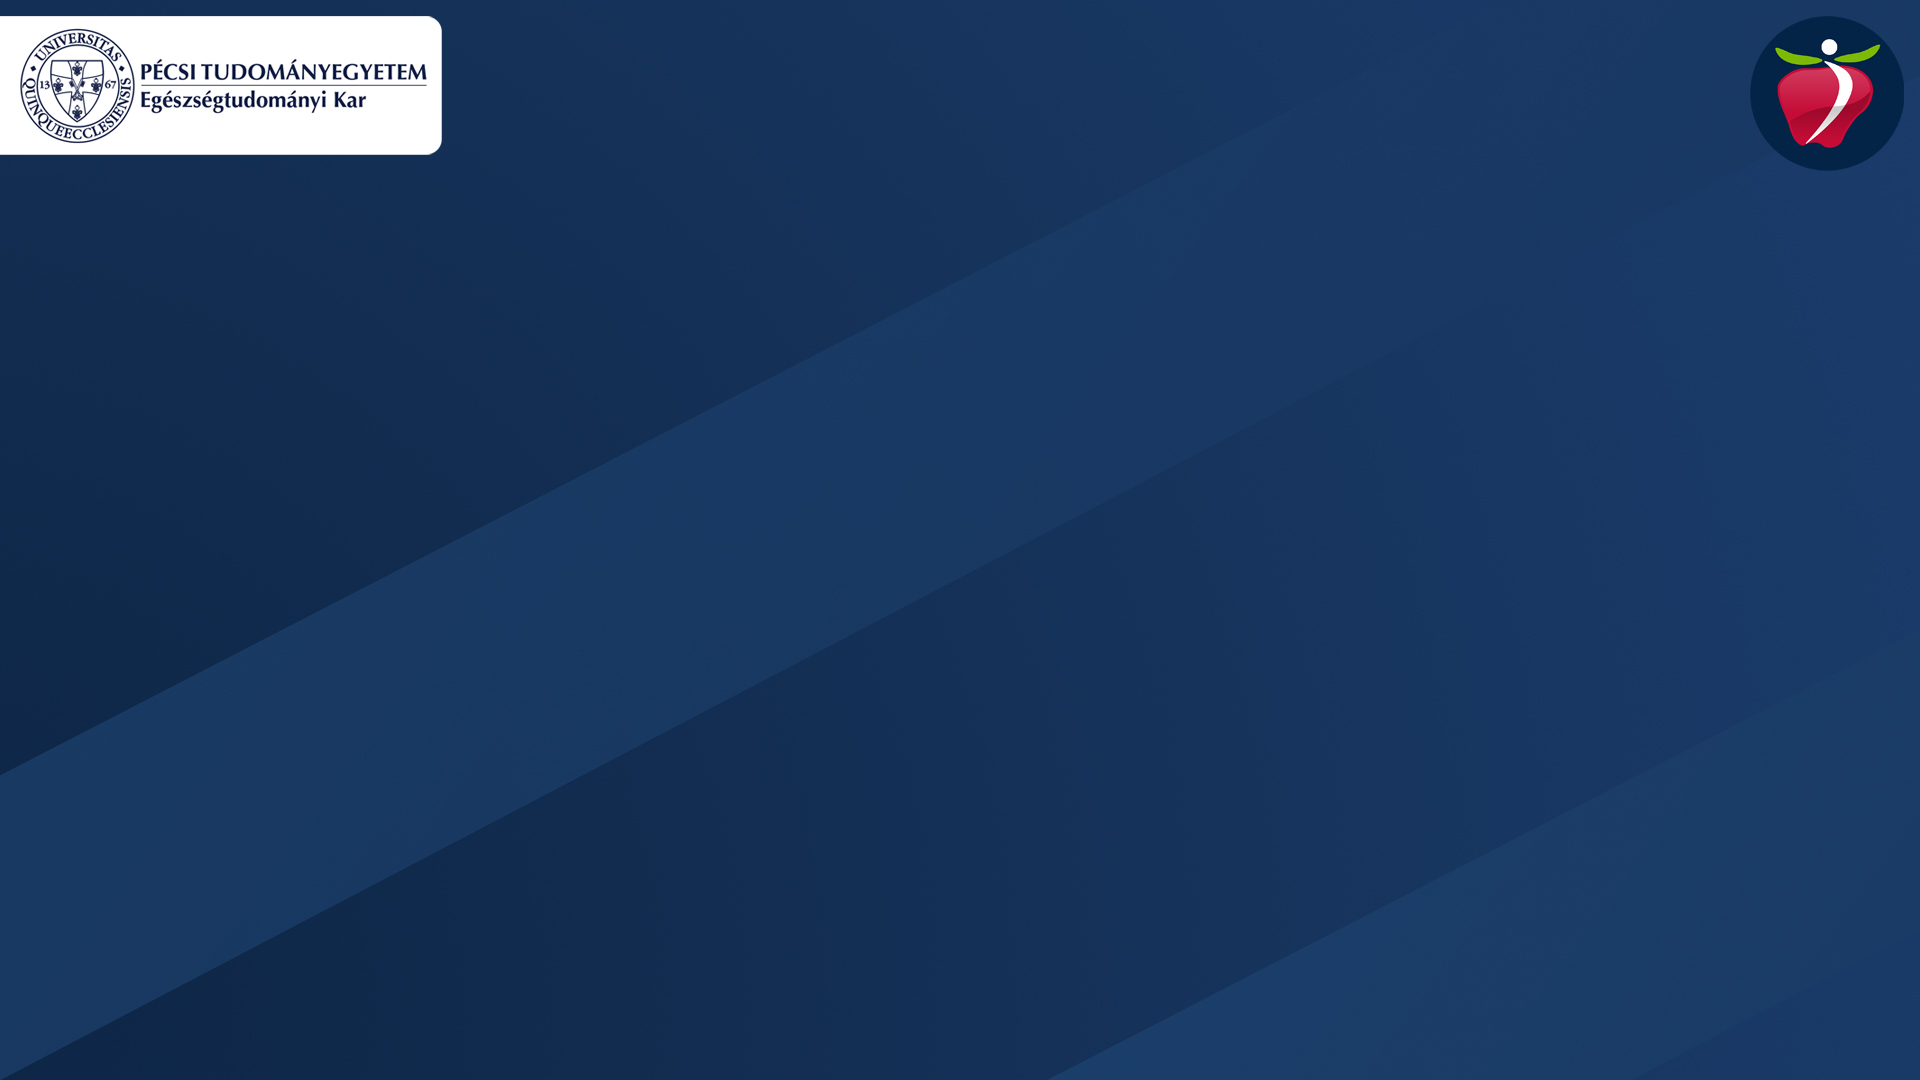 UNIVERSITAS QUINQUEECCLESIENSIS
13 67
PÉCSI TUDOMÁNYEGYETEM
Egészségtudományi Kar